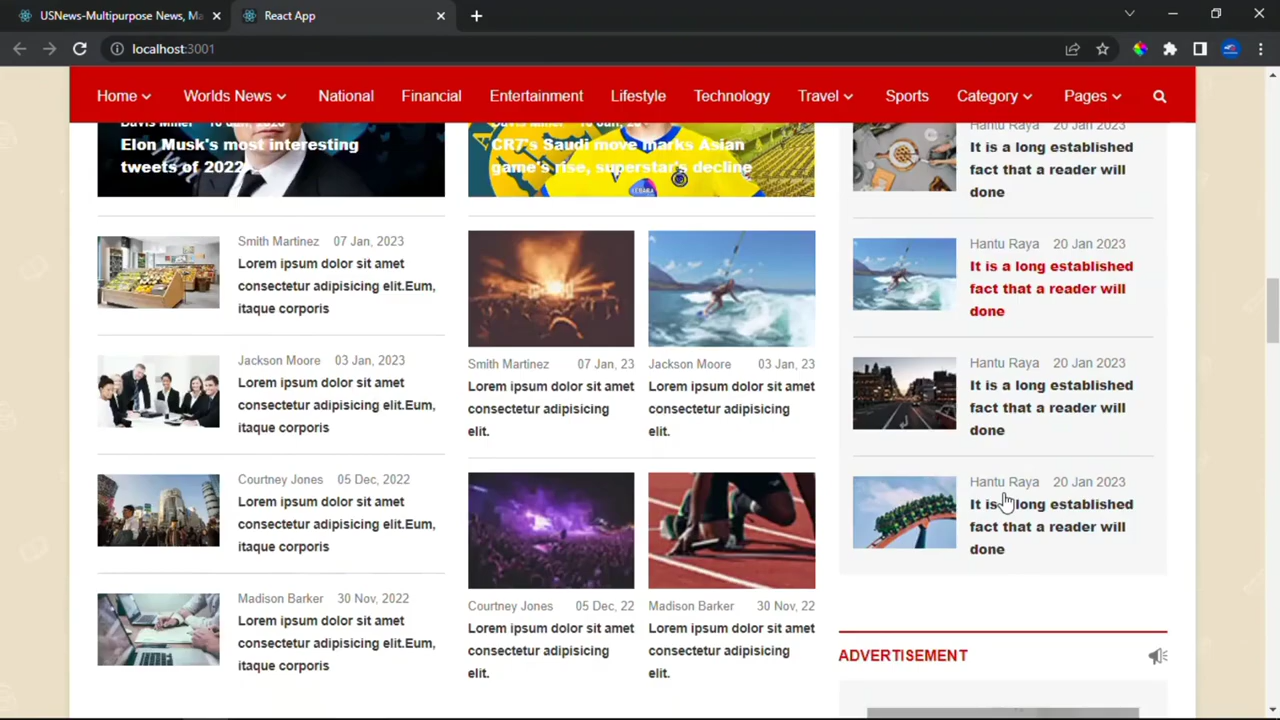 USNews-Multipurpose News, Ma
React App
localhost:3001
Home
Worlds News
National
Financial
Entertainment
Lifestyle
Technology
Travel
Sports
Category
Pages
Davis Miller 16 Jan, 2023
Elon Musk's most interesting
tweets of 2022
Smith Martinez 07 Jan, 2023
Lorem ipsum dolor sit amet
consectetur adipisicing elit.Eum,
itaque corporis
Jackson Moore 03 Jan, 2023
Lorem ipsum dolor sit amet
consectetur adipisicing elit.Eum,
itaque corporis
Courtney Jones 05 Dec, 2022
Lorem ipsum dolor sit amet
consectetur adipisicing elit.Eum,
itaque corporis
Madison Barker 30 Nov, 2022
Lorem ipsum dolor sit amet
consectetur adipisicing elit.Eum,
itaque corporis
CR7's Saudi move marks Asian
game's rise, superstar's decline
Smith Martinez 07 Jan, 23
Lorem ipsum dolor sit amet
consectetur adipisicing
elit.
Jackson Moore 03 Jan, 23
Lorem ipsum dolor sit amet
consectetur adipisicing
elit.
Courtney Jones 05 Dec, 22
Lorem ipsum dolor sit amet
consectetur adipisicing
elit.
Madison Barker 30 Nov, 22
Lorem ipsum dolor sit amet
consectetur adipisicing
elit.
Hantu Raya 20 Jan 2023
It is a long established
fact that a reader will
done
Hantu Raya 20 Jan 2023
It is a long established
fact that a reader will
done
Hantu Raya 20 Jan 2023
It is a long established
fact that a reader will
done
Hantu Raya 20 Jan 2023
It is long established
fact that a reader will
done
ADVERTISEMENT